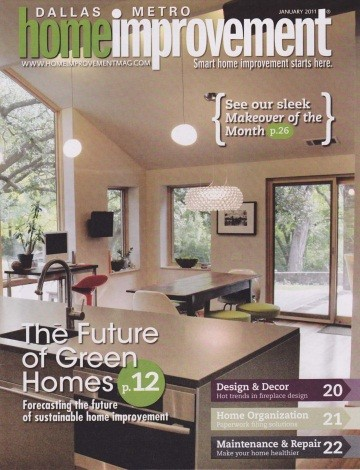 DALLAS METRO
homeimprovement
JANUARY 2011
WWW.HOMEIMPROVEMENTMAG.COM
Smart home improvement starts here.
See our sleek
Makeover of the
Month p.26
The Future
of Green
Homes p.12
Forecasting the future
of sustainable home improvement
Design & Decor 20
Hot trends in fireplace design
Home Organization 21
Paperwork filing solutions
Maintenance & Repair 22
Make your home healthier